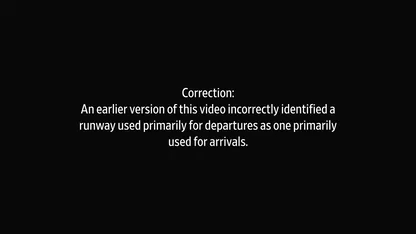 Correction:
An earlier version of this video incorrectly identified a
runway used primarily for departures as one primarily
used for arrivals.